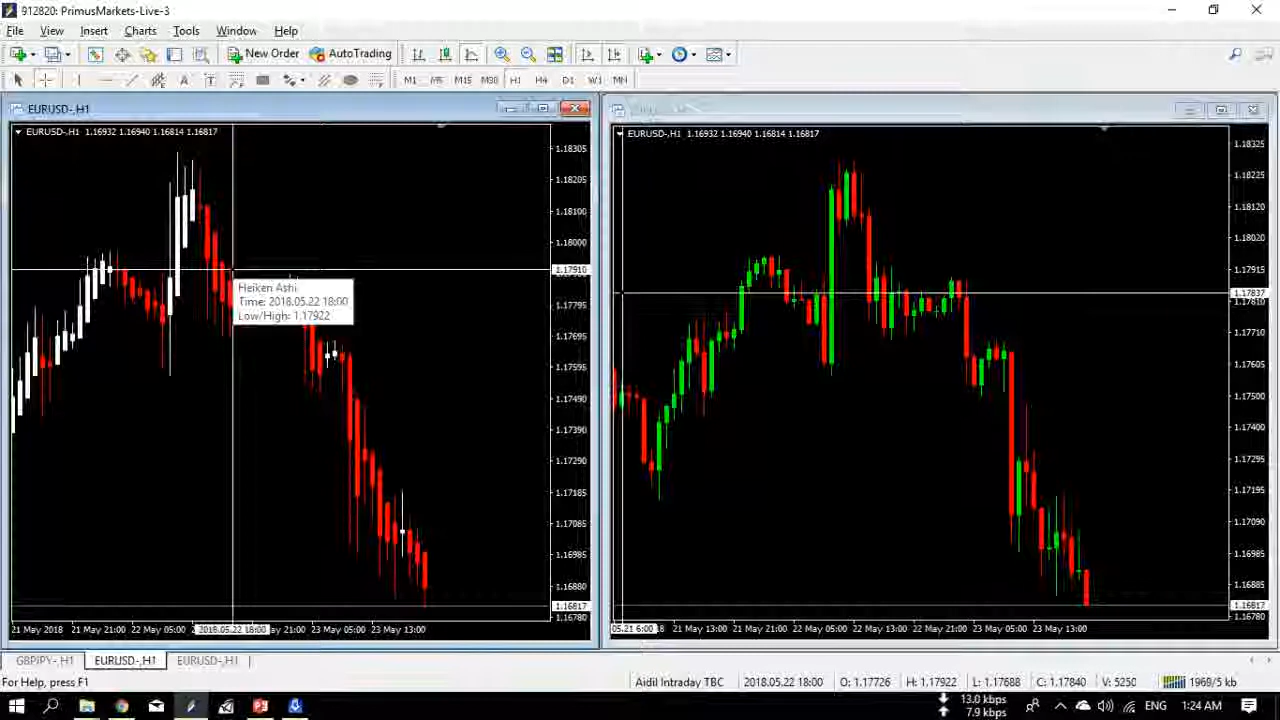 912820: PrimusMarkets-Live-3
File View Insert Charts Tools Window Help
New Order AutoTrading
M1 M5 M15 M30 H1 H4 D1 W1 MN
EURUSD-,H1
EURUSD-,H1 1.16932 1.16940 1.16814 1.16817
1.18305
1.18205
1.18100
1.18000
1.17910
1.17795
1.17695
1.17595
1.17490
1.17390
1.17290
1.17185
1.17085
1.16985
1.16880
1.16817
1.16780
Heiken Ashi
Time: 2018.05.22 18:00
Low/High: 1.17922
21 May 2018 21 May 21:00 22 May 05:00 2018.05.22 18:00 May 21:00 23 May 05:00 23 May 13:00
EURUSD-,H1 1.16932 1.16940 1.16814 1.16817
1.18325
1.18225
1.18120
1.18020
1.17915
1.17837
1.17810
1.17710
1.17605
1.17500
1.17400
1.17295
1.17195
1.17090
1.16985
1.16885
1.16817
1.16780
05.21 6:00 18 21 May 13:00 21 May 21:00 22 May 05:00 22 May 13:00 22 May 21:00 23 May 05:00 23 May 13:00
GBPJPY-,H1 EURUSD-,H1 EURUSD-,H1
For Help, press F1
Aidil Intraday TBC 2018.05.22 18:00 O: 1.17726 H: 1.17922 L: 1.17688 C: 1.17840 V: 5250 1968/5 kb
13.0 kbps
7.9 kbps
ENG 1:24 AM